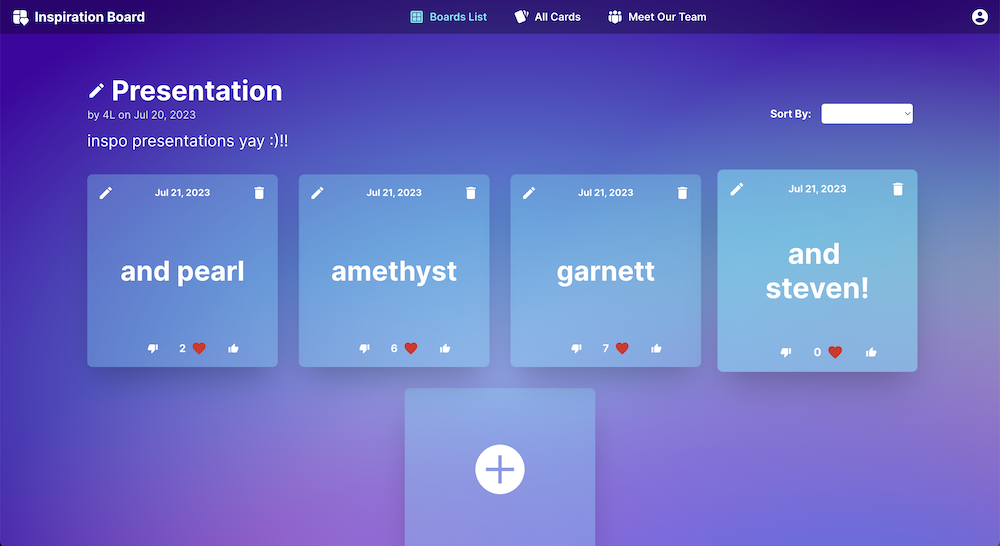 Inspiration Board
Boards List
All Cards
Meet Our Team
Presentation
by 4L on Jul 20, 2023
Sort By:
inspo presentations yay :)!!
Jul 21, 2023
and pearl
2
Jul 21, 2023
amethyst
6
Jul 21, 2023
garnett
7
Jul 21, 2023
and
steven!
0